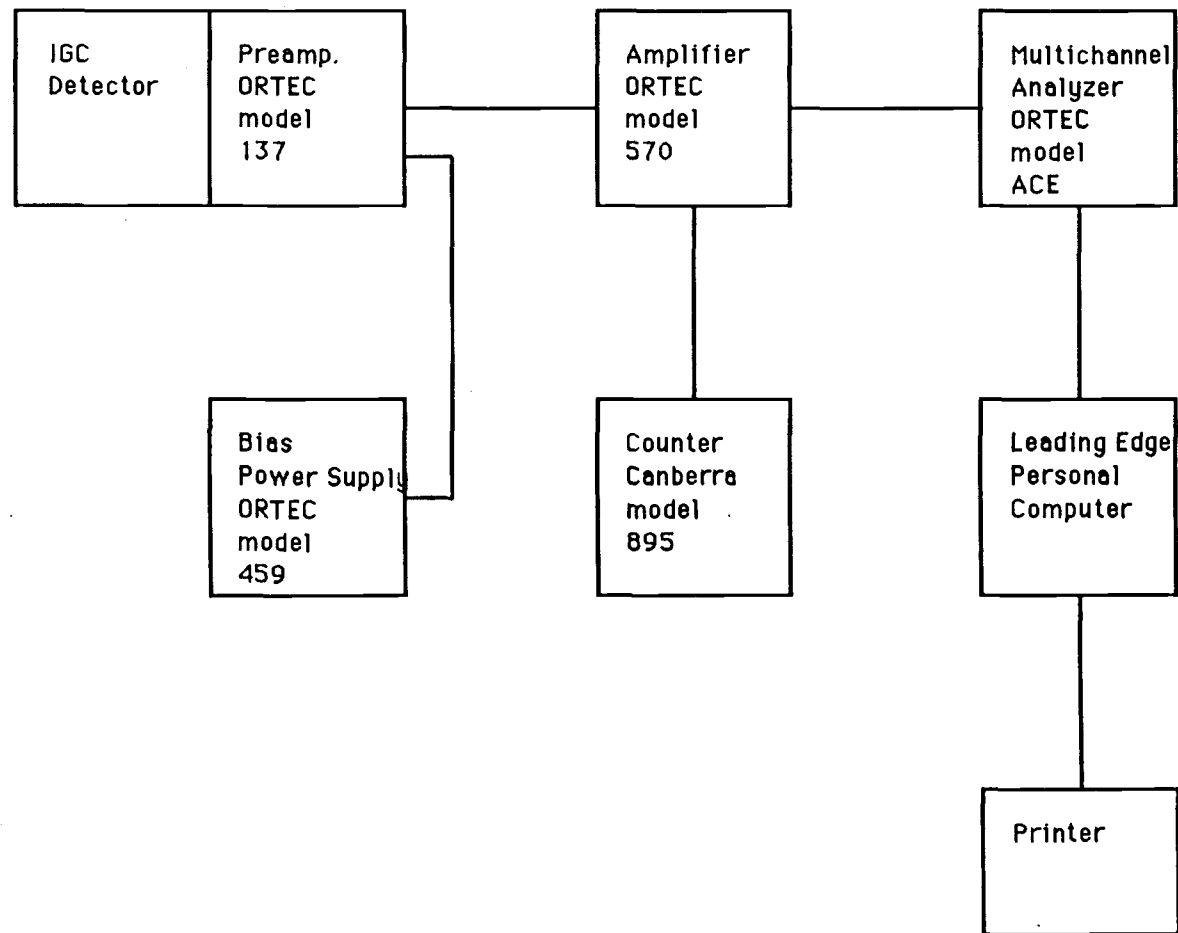 IGC
Detector
Preamp.
ORTEC
model
137
Amplifier
ORTEC
model
570
Multichannel
Analyzer
ORTEC
model
ACE
Bias
Power Supply
ORTEC
model
459
Counter
Canberra
model
895
Leading Edge
Personal
Computer
Printer